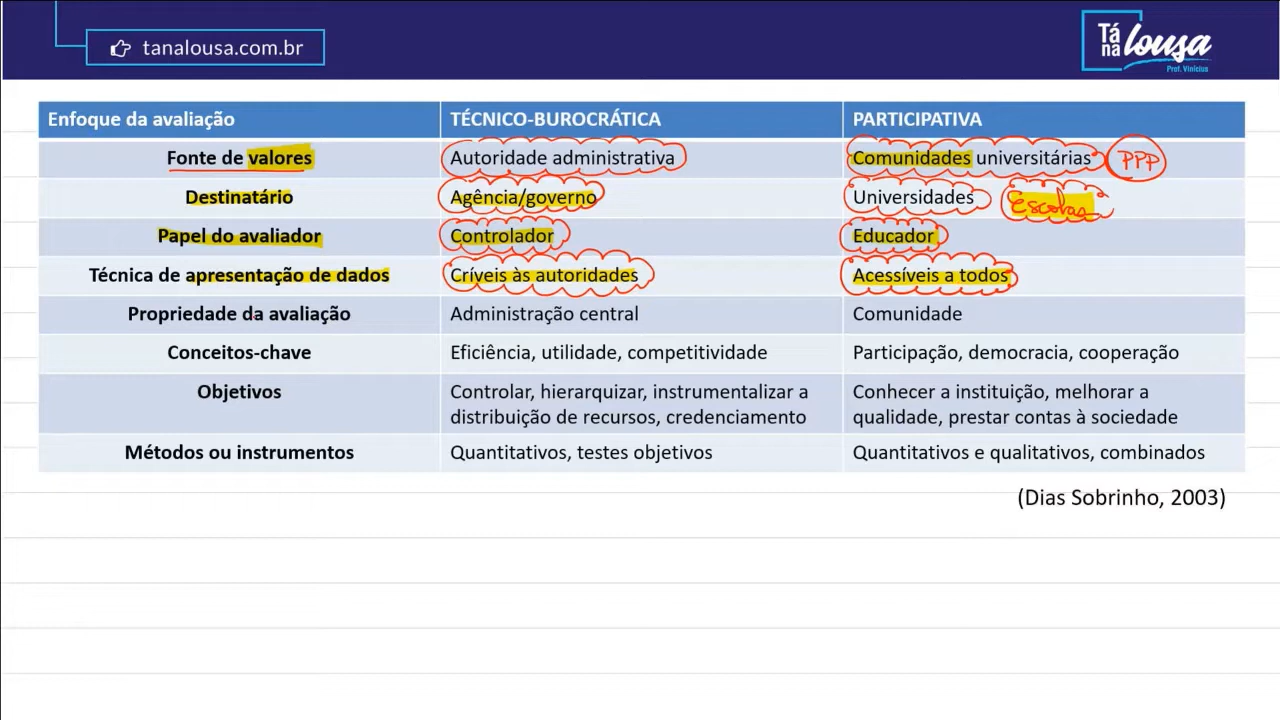 tanalousa.com.br
Tá na lousa
Prof. Vinícius
Enfoque da avaliação TÉCNICO-BUROCRÁTICA PARTICIPATIVA
Fonte de valores Autoridade administrativa Comunidades universitárias PPP
Destinatário Agência/governo Universidades Escolas
Papel do avaliador Controlador Educador
Técnica de apresentação de dados Críveis às autoridades Acessíveis a todos
Propriedade da avaliação Administração central Comunidade
Conceitos-chave Eficiência, utilidade, competitividade Participação, democracia, cooperação
Objetivos Controlar, hierarquizar, instrumentalizar a distribuição de recursos, credenciamento Conhecer a instituição, melhorar a qualidade, prestar contas à sociedade
Métodos ou instrumentos Quantitativos, testes objetivos Quantitativos e qualitativos, combinados
(Dias Sobrinho, 2003)